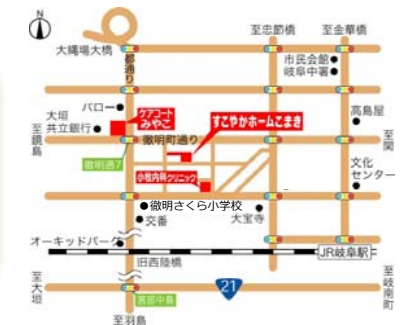 N
至忠節橋
至金華橋
大縄場大橋
都通り
市民会館
岐阜中署
バロー
ケアコート
みやこ
すこやかホームこまき
高島屋
大垣
共立銀行
徹明町通り
至鏡島
至関
徹明通7
小牧内科クリニック
文化
センター
徹明さくら小学校
交番
大宝寺
オーキッドパーク
JR岐阜駅
旧西陸橋
至大垣
21
至岐南町
茜部中島
至羽島